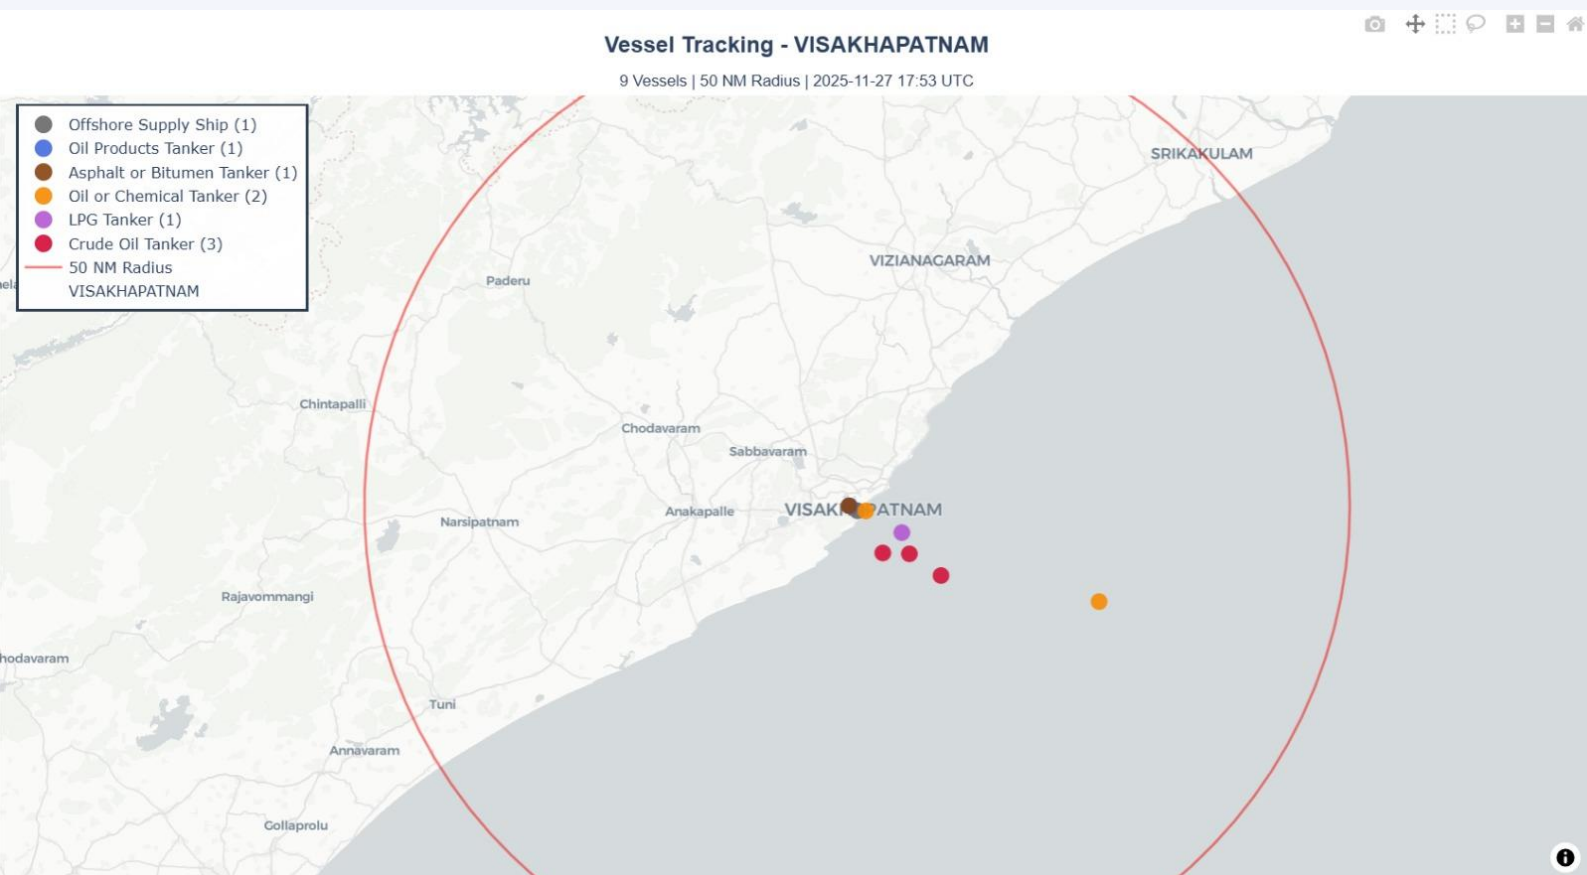 Vessel Tracking - VISAKHAPATNAM
9 Vessels | 50 NM Radius | 2025-11-27 17:53 UTC
Offshore Supply Ship (1)
Oil Products Tanker (1)
Asphalt or Bitumen Tanker (1)
Oil or Chemical Tanker (2)
LPG Tanker (1)
Crude Oil Tanker (3)
50 NM Radius
VISAKHAPATNAM
SRIKAKULAM
VIZIANAGARAM
Paderu
Chintapalli
Chodavaram
Sabbavaram
Anakapalle
Narsipatnam
Rajavommangi
hodavaram
Tuni
Annavaram
Gollaprolu